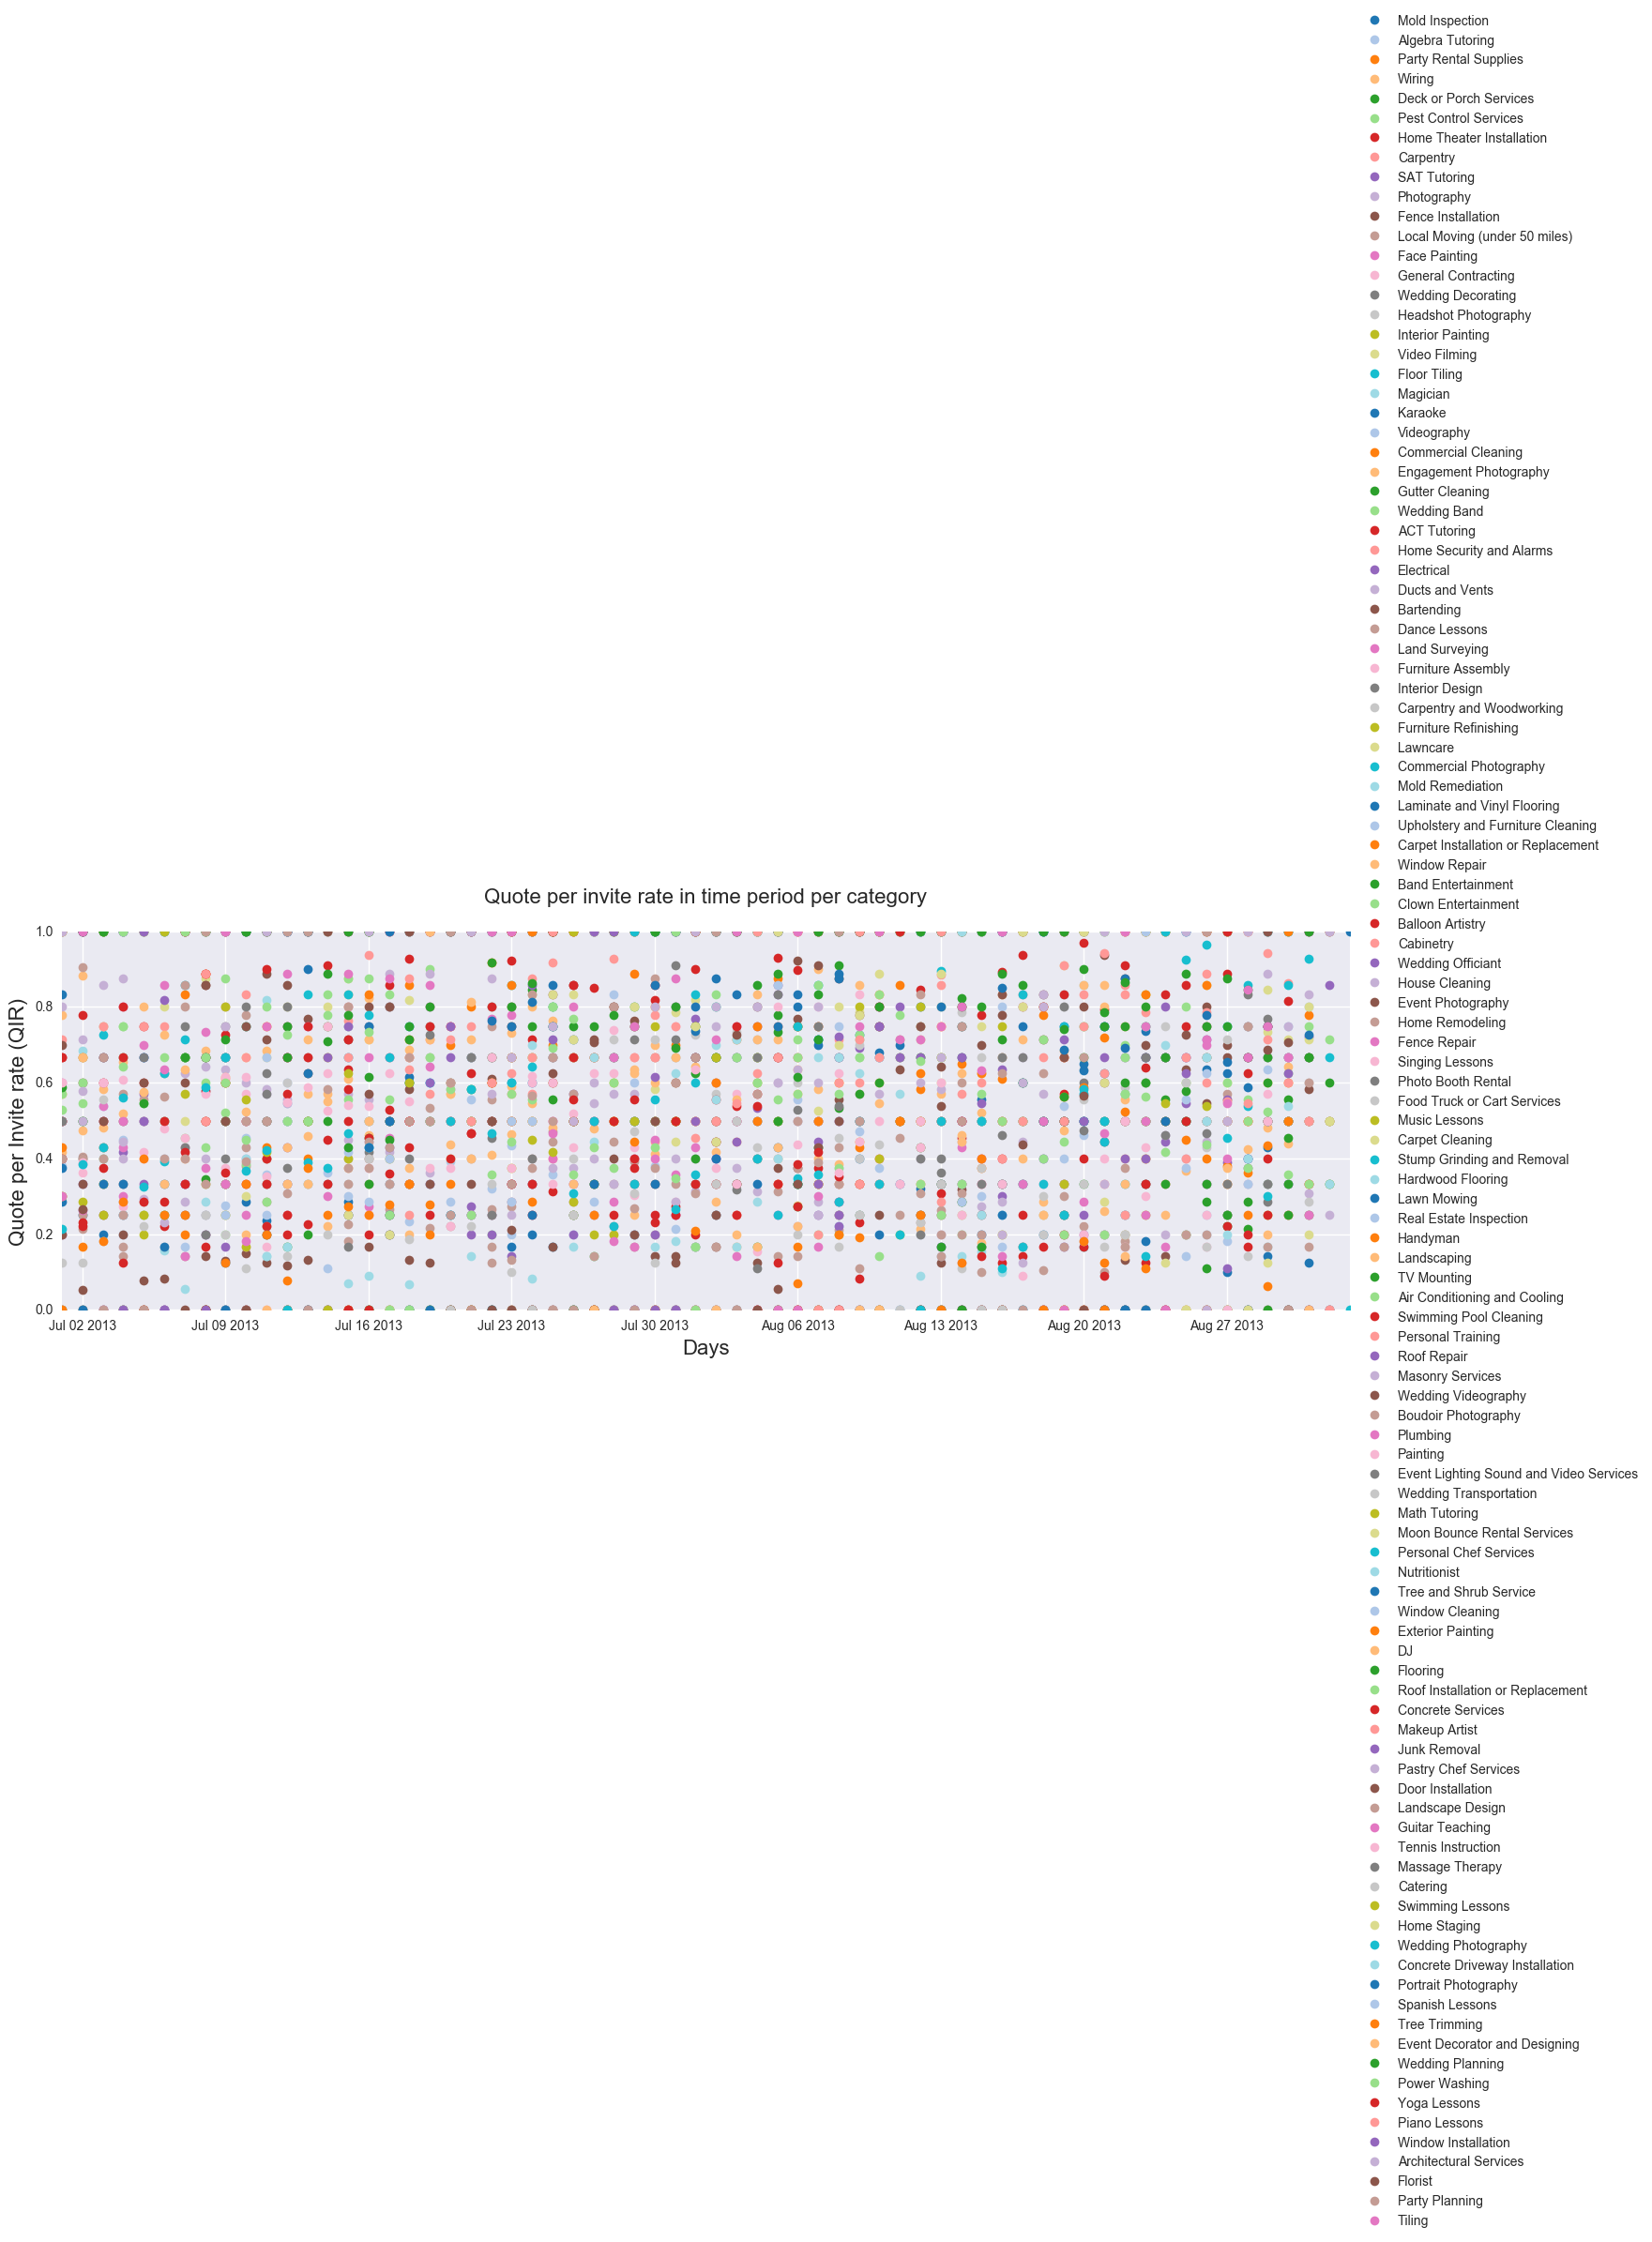 Quote per invite rate in time period per category
Quote per Invite rate (QIR)
1.0
0.8
0.6
0.4
0.2
0.0
Jul 02 2013
Jul 09 2013
Jul 16 2013
Jul 23 2013
Jul 30 2013
Aug 06 2013
Aug 13 2013
Aug 20 2013
Aug 27 2013
Days
Mold Inspection
Algebra Tutoring
Party Rental Supplies
Wiring
Deck or Porch Services
Pest Control Services
Home Theater Installation
Carpentry
SAT Tutoring
Photography
Fence Installation
Local Moving (under 50 miles)
Face Painting
General Contracting
Wedding Decorating
Headshot Photography
Interior Painting
Video Filming
Floor Tiling
Magician
Karaoke
Videography
Commercial Cleaning
Engagement Photography
Gutter Cleaning
Wedding Band
ACT Tutoring
Home Security and Alarms
Electrical
Ducts and Vents
Bartending
Dance Lessons
Land Surveying
Furniture Assembly
Interior Design
Carpentry and Woodworking
Furniture Refinishing
Lawncare
Commercial Photography
Mold Remediation
Laminate and Vinyl Flooring
Upholstery and Furniture Cleaning
Carpet Installation or Replacement
Window Repair
Band Entertainment
Clown Entertainment
Balloon Artistry
Cabinetry
Wedding Officiant
House Cleaning
Event Photography
Home Remodeling
Fence Repair
Singing Lessons
Photo Booth Rental
Food Truck or Cart Services
Music Lessons
Carpet Cleaning
Stump Grinding and Removal
Hardwood Flooring
Lawn Mowing
Real Estate Inspection
Handyman
Landscaping
TV Mounting
Air Conditioning and Cooling
Swimming Pool Cleaning
Personal Training
Roof Repair
Masonry Services
Wedding Videography
Boudoir Photography
Plumbing
Painting
Event Lighting Sound and Video Services
Wedding Transportation
Math Tutoring
Moon Bounce Rental Services
Personal Chef Services
Nutritionist
Tree and Shrub Service
Window Cleaning
Exterior Painting
DJ
Flooring
Roof Installation or Replacement
Concrete Services
Makeup Artist
Junk Removal
Pastry Chef Services
Door Installation
Landscape Design
Guitar Teaching
Tennis Instruction
Massage Therapy
Catering
Swimming Lessons
Home Staging
Wedding Photography
Concrete Driveway Installation
Portrait Photography
Spanish Lessons
Tree Trimming
Event Decorator and Designing
Wedding Planning
Power Washing
Yoga Lessons
Piano Lessons
Window Installation
Architectural Services
Florist
Party Planning
Tiling